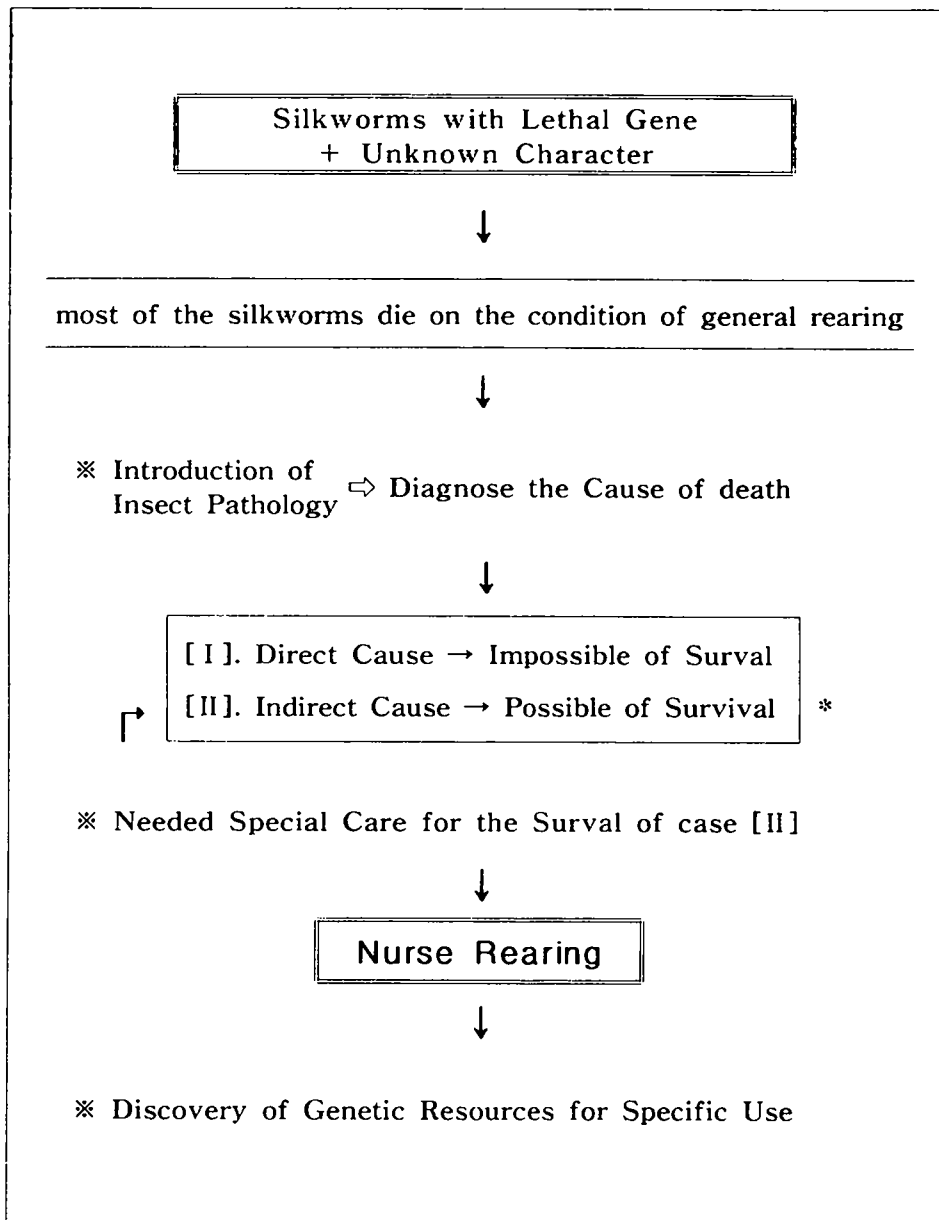 Silkworms with Lethal Gene
+ Unknown Character
↓
most of the silkworms die on the condition of general rearing
↓
※ Introduction of
Insect Pathology ⇨ Diagnose the Cause of death
↓
[Ⅰ]. Direct Cause → Impossible of Surval
[Ⅱ]. Indirect Cause → Possible of Survival *
※ Needed Special Care for the Surval of case [Ⅱ]
↓
Nurse Rearing
↓
※ Discovery of Genetic Resources for Specific Use